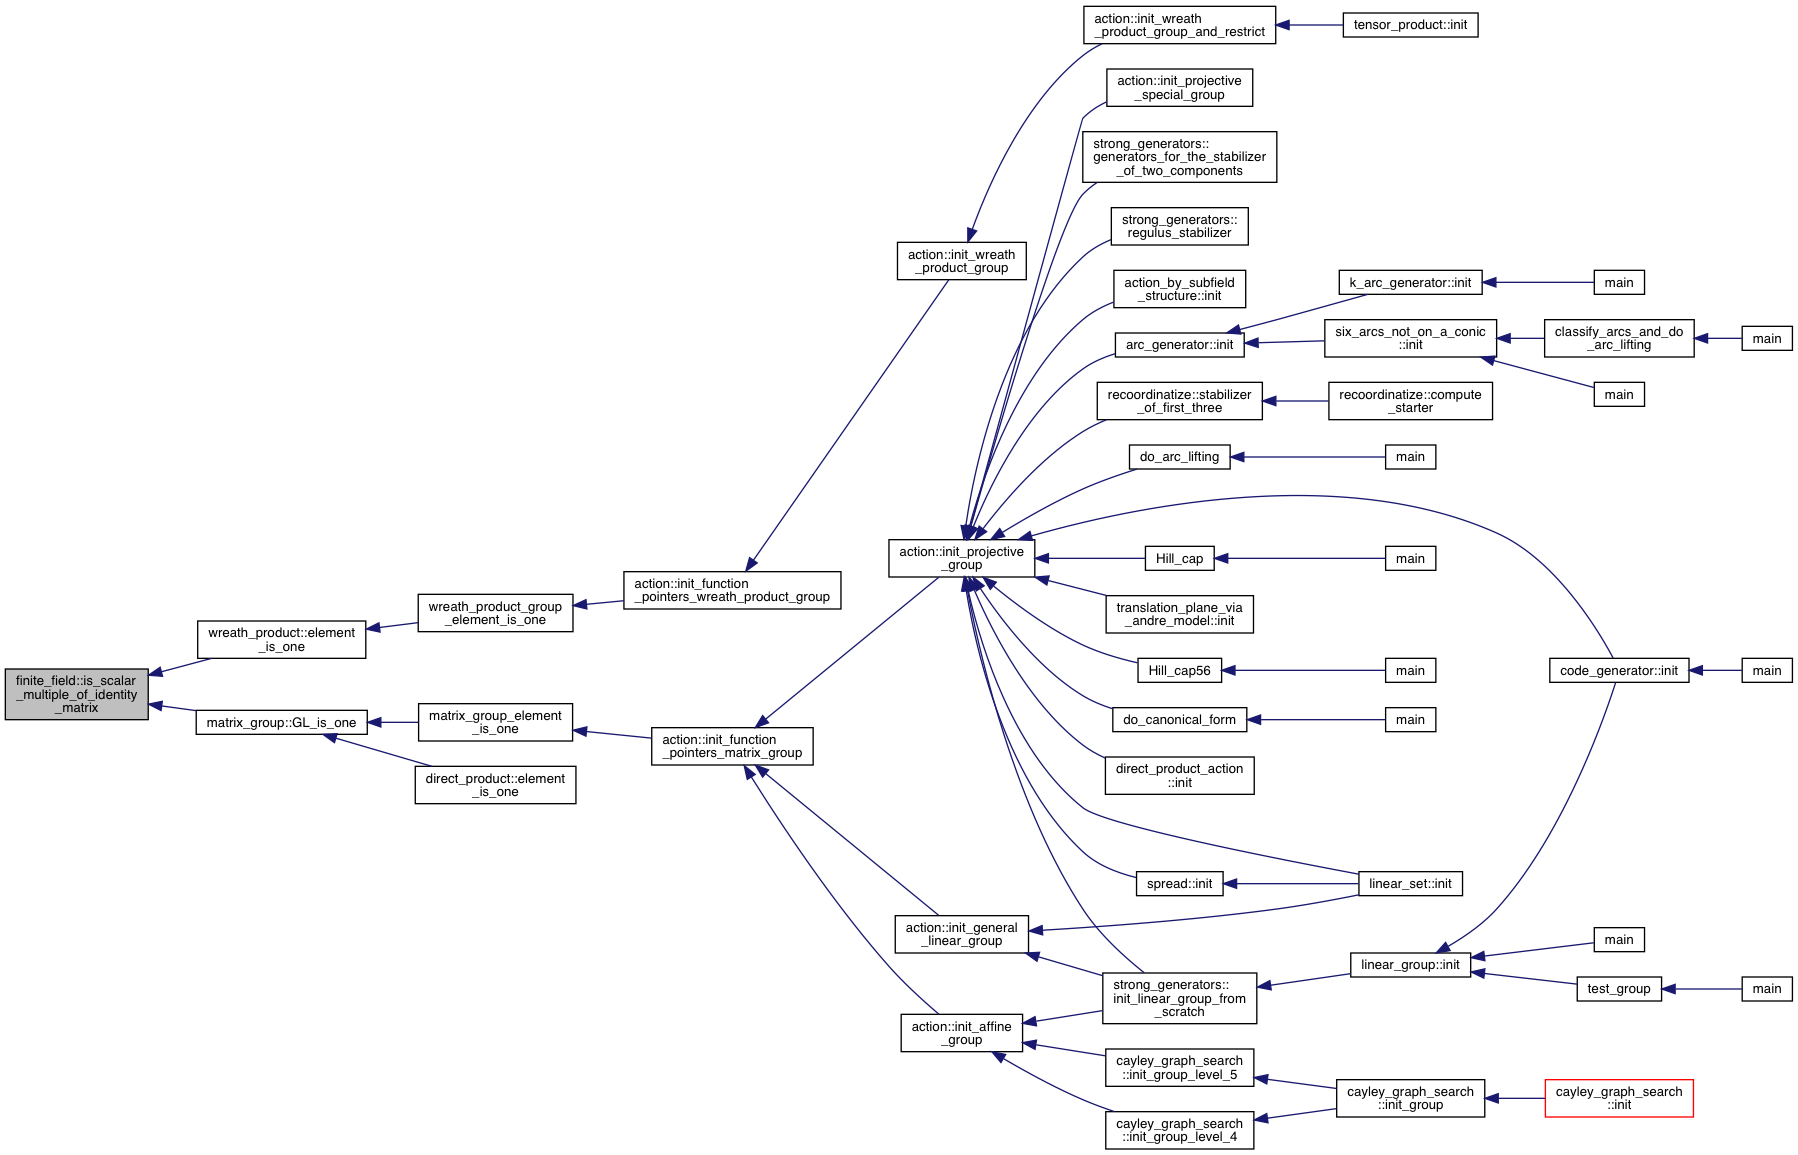 finite_field::is_scalar
_multiple_of_identity
_matrix
wreath_product::element
_is_one
matrix_group::GL_is_one
wreath_product_group
_element_is_one
matrix_group_element
_is_one
direct_product::element
_is_one
action::init_function
_pointers_wreath_product_group
action::init_function
_pointers_matrix_group
action::init_wreath
_product_group
action::init_projective
_group
action::init_general
_linear_group
action::init_affine
_group
action::init_wreath
_product_group_and_restrict
tensor_product::init
action::init_projective
_special_group
strong_generators::
generators_for_the_stabilizer
_of_two_components
strong_generators::
regulus_stabilizer
action_by_subfield
_structure::init
arc_generator::init
k_arc_generator::init
main
six_arcs_not_on_a_conic
::init
classify_arcs_and_do
_arc_lifting
main
main
recoordinatize::stabilizer
_of_first_three
recoordinatize::compute
_starter
do_arc_lifting
main
Hill_cap
main
translation_plane_via
_andre_model::init
Hill_cap56
main
code_generator::init
main
do_canonical_form
main
direct_product_action
::init
spread::init
linear_set::init
strong_generators::
init_linear_group_from
_scratch
linear_group::init
main
test_group
main
cayley_graph_search
::init_group_level_5
cayley_graph_search
::init_group_level_4
cayley_graph_search
::init_group
cayley_graph_search
::init